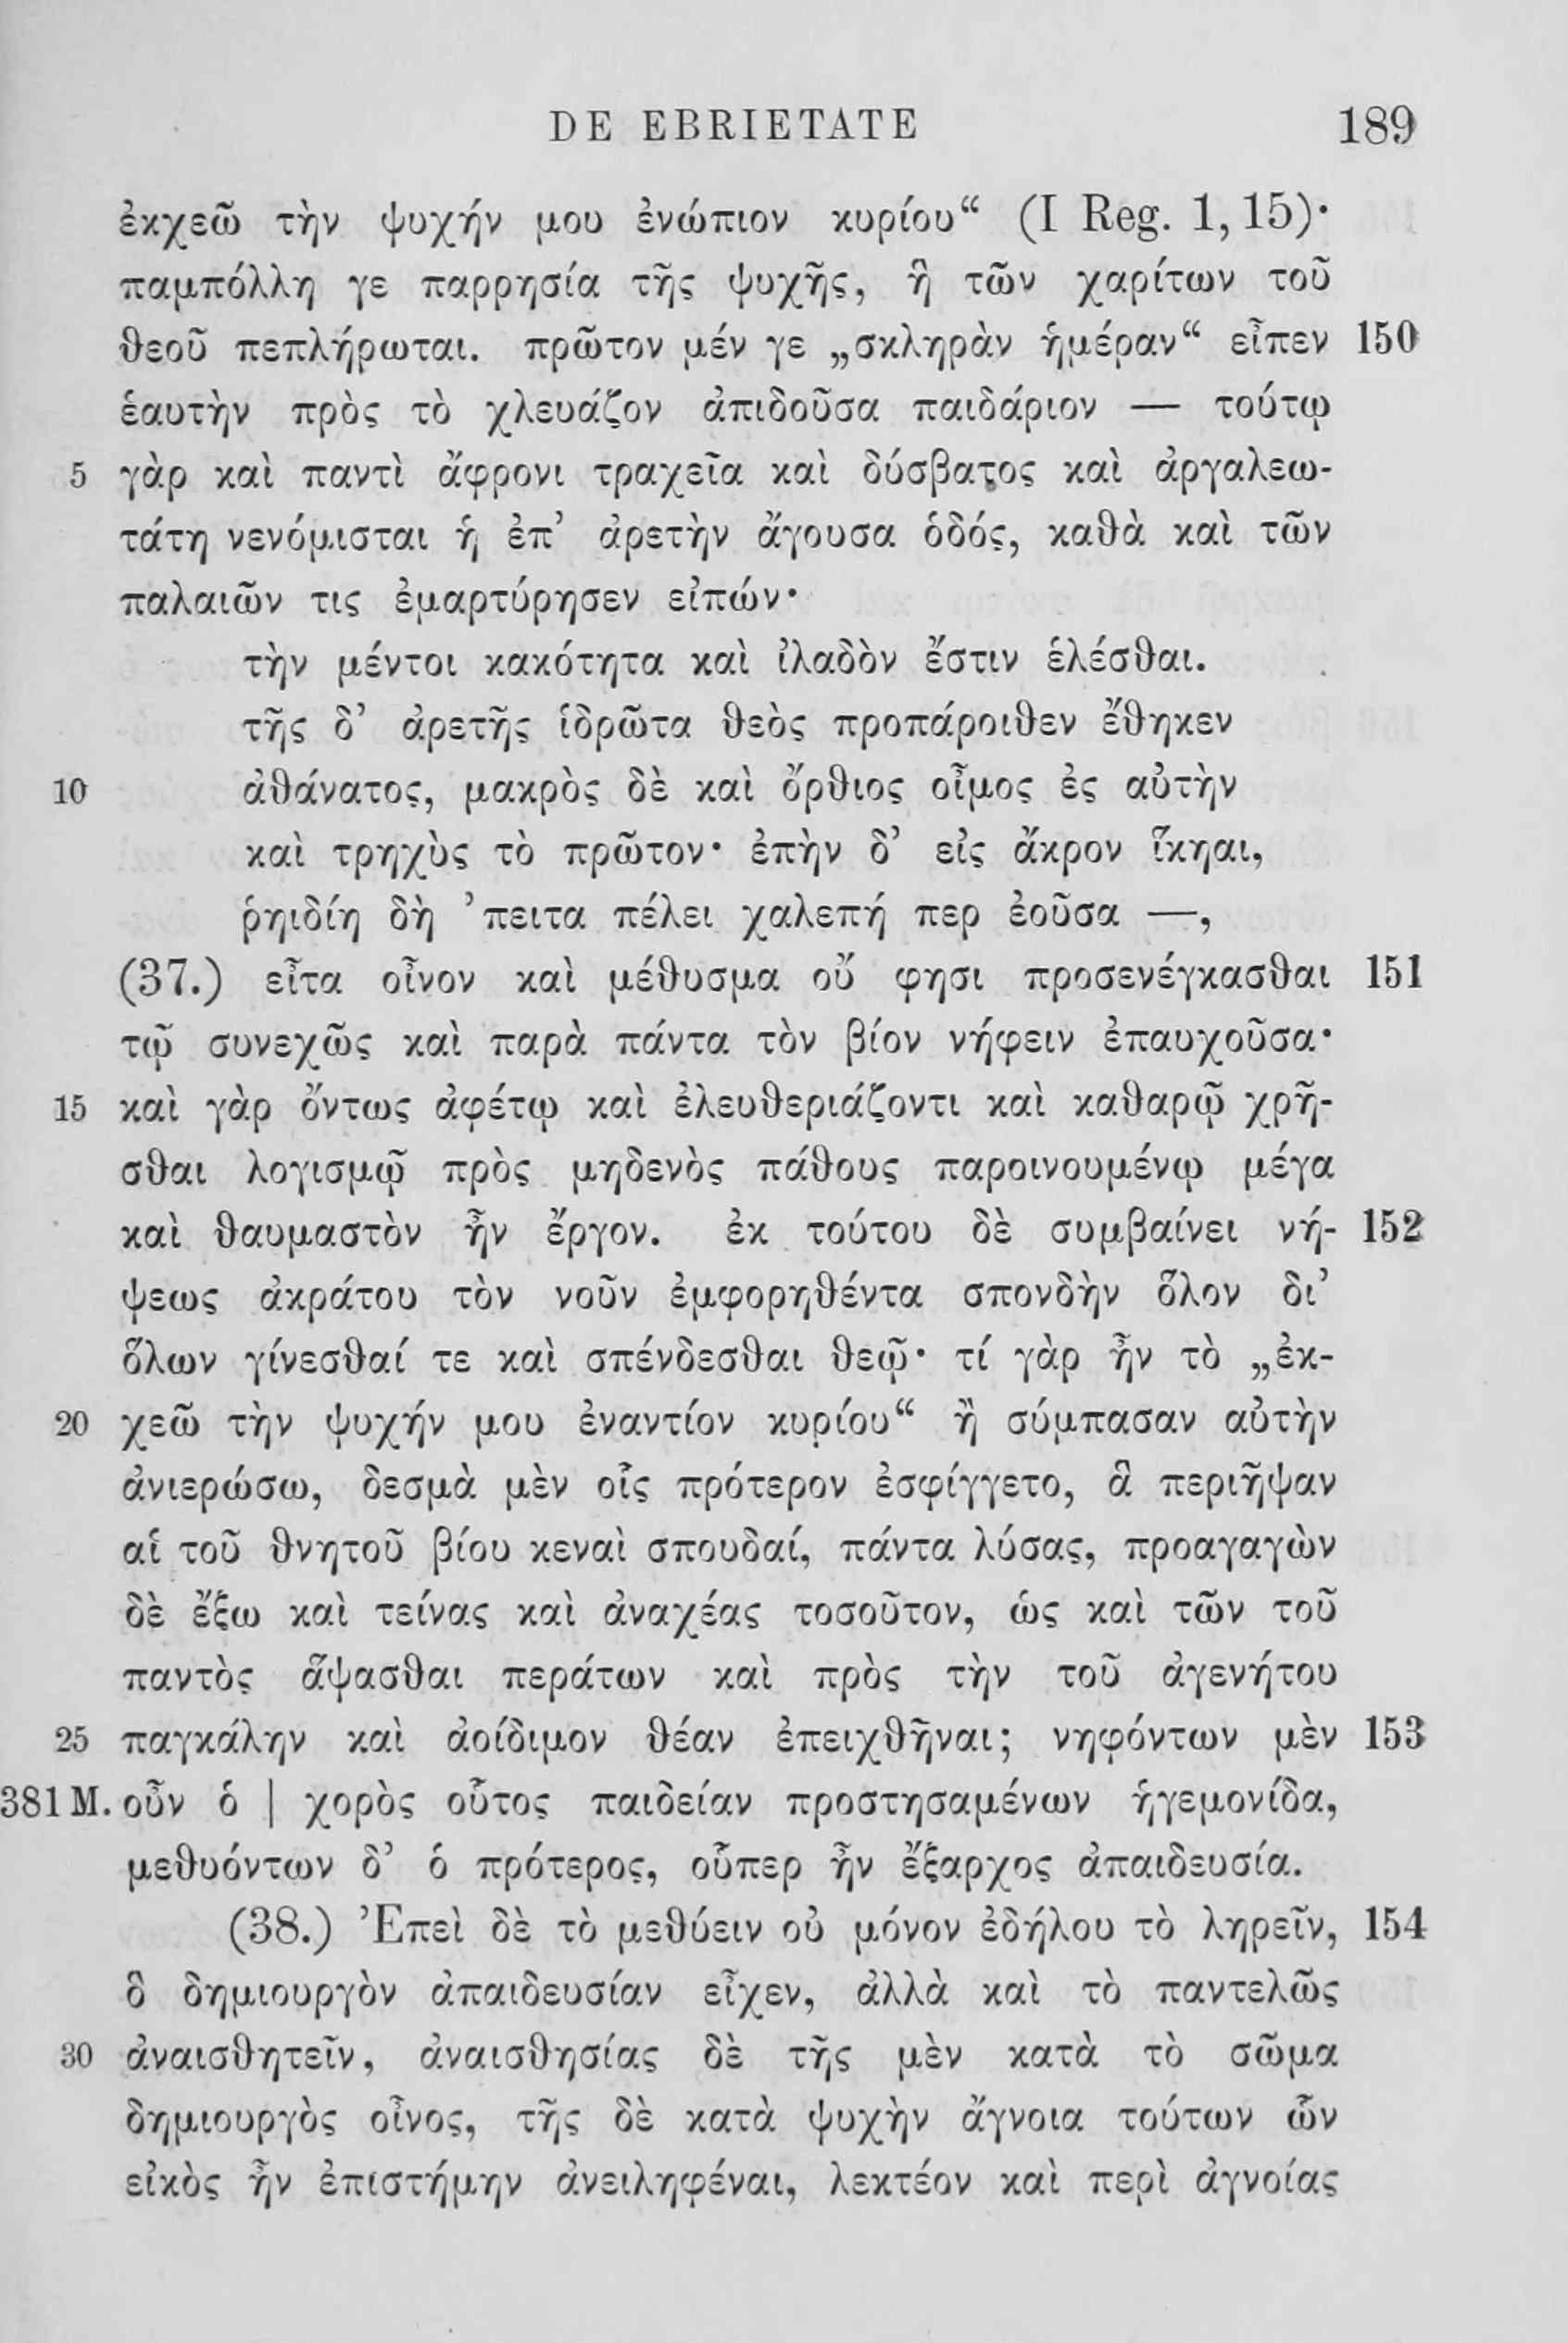 DE EBRIETATE 189
ἐκχεῶ τὴν ψυχήν μου ἐνώπιον κυρίου“ (I Reg. 1, 15)·
παμπόλλη γε παρρησία τῆς ψυχῆς, ἣ τῶν χαρίτων τοῦ
θεοῦ πεπλήρωται. πρῶτον μέν γε „σκληρὰν ἡμέραν“ εἶπεν 150
ἑαυτὴν πρὸς τὸ χλευάζον ἀπιδοῦσα παιδάριον — τούτῳ
5 γὰρ καὶ παντὶ ἄφρονι τραχεῖα καὶ δύσβατος καὶ ἀργαλεω-
τάτη νενόμισται ἡ ἐπ’ ἀρετὴν ἄγουσα ὁδός, καθὰ καὶ τῶν
παλαιῶν τις ἐμαρτύρησεν εἰπών·
τὴν μέντοι κακότητα καὶ ἰλαδὸν ἔστιν ἑλέσθαι.
τῆς δ’ ἀρετῆς ἱδρῶτα θεὸς προπάροιθεν ἔθηκεν
10 ἀθάνατος, μακρὸς δὲ καὶ ὄρθιος οἶμος ἐς αὐτὴν
καὶ τρηχὺς τὸ πρῶτον· ἐπὴν δ’ εἰς ἄκρον ἵκηαι,
ῥηιδίη δὴ ’πειτα πέλει χαλεπή περ ἐοῦσα —,
(37.) εἶτα οἶνον καὶ μέθυσμα οὔ φησι προσενέγκασθαι 151
τῷ συνεχῶς καὶ παρὰ πάντα τὸν βίον νήφειν ἐπαυχοῦσα·
15 καὶ γὰρ ὄντως ἀφέτῳ καὶ ἐλευθεριάζοντι καὶ καθαρῷ χρῆ-
σθαι λογισμῷ πρὸς μηδενὸς πάθους παροινουμένῳ μέγα
καὶ θαυμαστὸν ἦν ἔργον. ἐκ τούτου δὲ συμβαίνει νή- 152
ψεως ἀκράτου τὸν νοῦν ἐμφορηθέντα σπονδὴν ὅλον δι’
ὅλων γίνεσθαί τε καὶ σπένδεσθαι θεῷ· τί γὰρ ἦν τὸ „ἐκ-
20 χεῶ τὴν ψυχήν μου ἐναντίον κυρίου“ ἢ σύμπασαν αὐτὴν
ἀνιερώσω, δεσμὰ μὲν οἷς πρότερον ἐσφίγγετο, ἃ περιῆψαν
αἱ τοῦ θνητοῦ βίου κεναὶ σπουδαί, πάντα λύσας, προαγαγὼν
δὲ ἔξω καὶ τείνας καὶ ἀναχέας τοσοῦτον, ὡς καὶ τῶν τοῦ
παντὸς ἅψασθαι περάτων καὶ πρὸς τὴν τοῦ ἀγενήτου
25 παγκάλην καὶ ἀοίδιμον θέαν ἐπειχθῆναι; νηφόντων μὲν 153
381 M. οὖν ὁ | χορὸς οὗτος παιδείαν προστησαμένων ἡγεμονίδα,
μεθυόντων δ’ ὁ πρότερος, οὗπερ ἦν ἔξαρχος ἀπαιδευσία.
(38.) Ἐπεὶ δὲ τὸ μεθύειν οὐ μόνον ἐδήλου τὸ ληρεῖν, 154
ὃ δημιουργὸν ἀπαιδευσίαν εἶχεν, ἀλλὰ καὶ τὸ παντελῶς
30 ἀναισθητεῖν, ἀναισθησίας δὲ τῆς μὲν κατὰ τὸ σῶμα
δημιουργὸς οἶνος, τῆς δὲ κατὰ ψυχὴν ἄγνοια τούτων ὧν
εἰκὸς ἦν ἐπιστήμην ἀνειληφέναι, λεκτέον καὶ περὶ ἀγνοίας